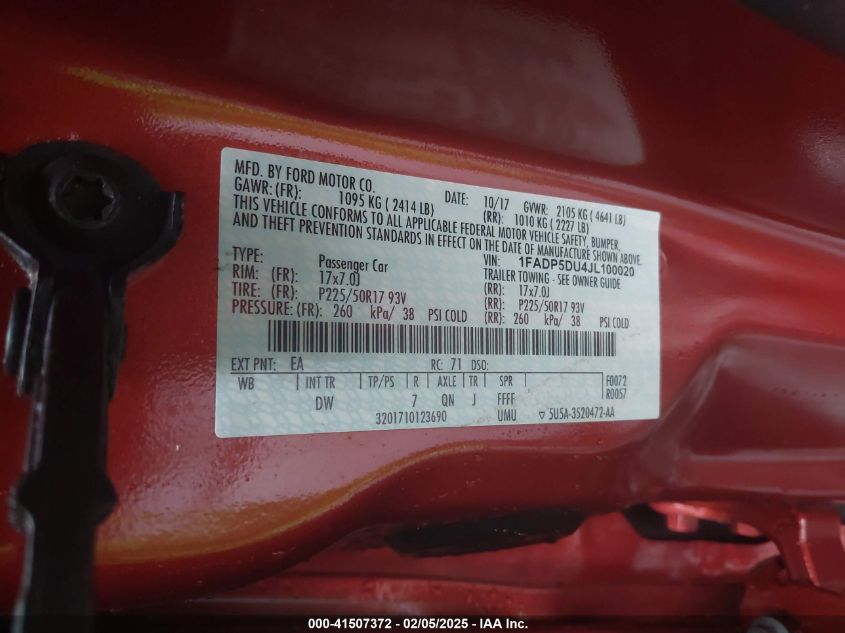 MFD. BY FORD MOTOR CO.
DATE: 10/17 GVWR: 2105 KG ( 4641 LB)
GAWR: (FR): 1095 KG ( 2414 LB) (RR): 1010 KG ( 2227 LB)
THIS VEHICLE CONFORMS TO ALL APPLICABLE FEDERAL MOTOR VEHICLE SAFETY, BUMPER,
AND THEFT PREVENTION STANDARDS IN EFFECT ON THE DATE OF MANUFACTURE SHOWN ABOVE.
VIN: 1FADP5DU4JL100020
TYPE: Passenger Car TRAILER TOWING - SEE OWNER GUIDE
RIM: (FR): 17x7.0J (RR): 17x7.0J
TIRE: (FR): P225/50R17 93V (RR): P225/50R17 93V
PRESSURE: (FR): 260 kPa/ 38 PSI COLD (RR): 260 kPa/ 38 PSI COLD
EXT PNT: EA RC: 71 DSO:
WB INT TR TP/PS R AXLE TR SPR F0072
DW 7 QN J FFFF R0057
3201710123690 UMU ▽ 5U5A-3520472-AA
000-41507372 - 02/05/2025 - IAA Inc.